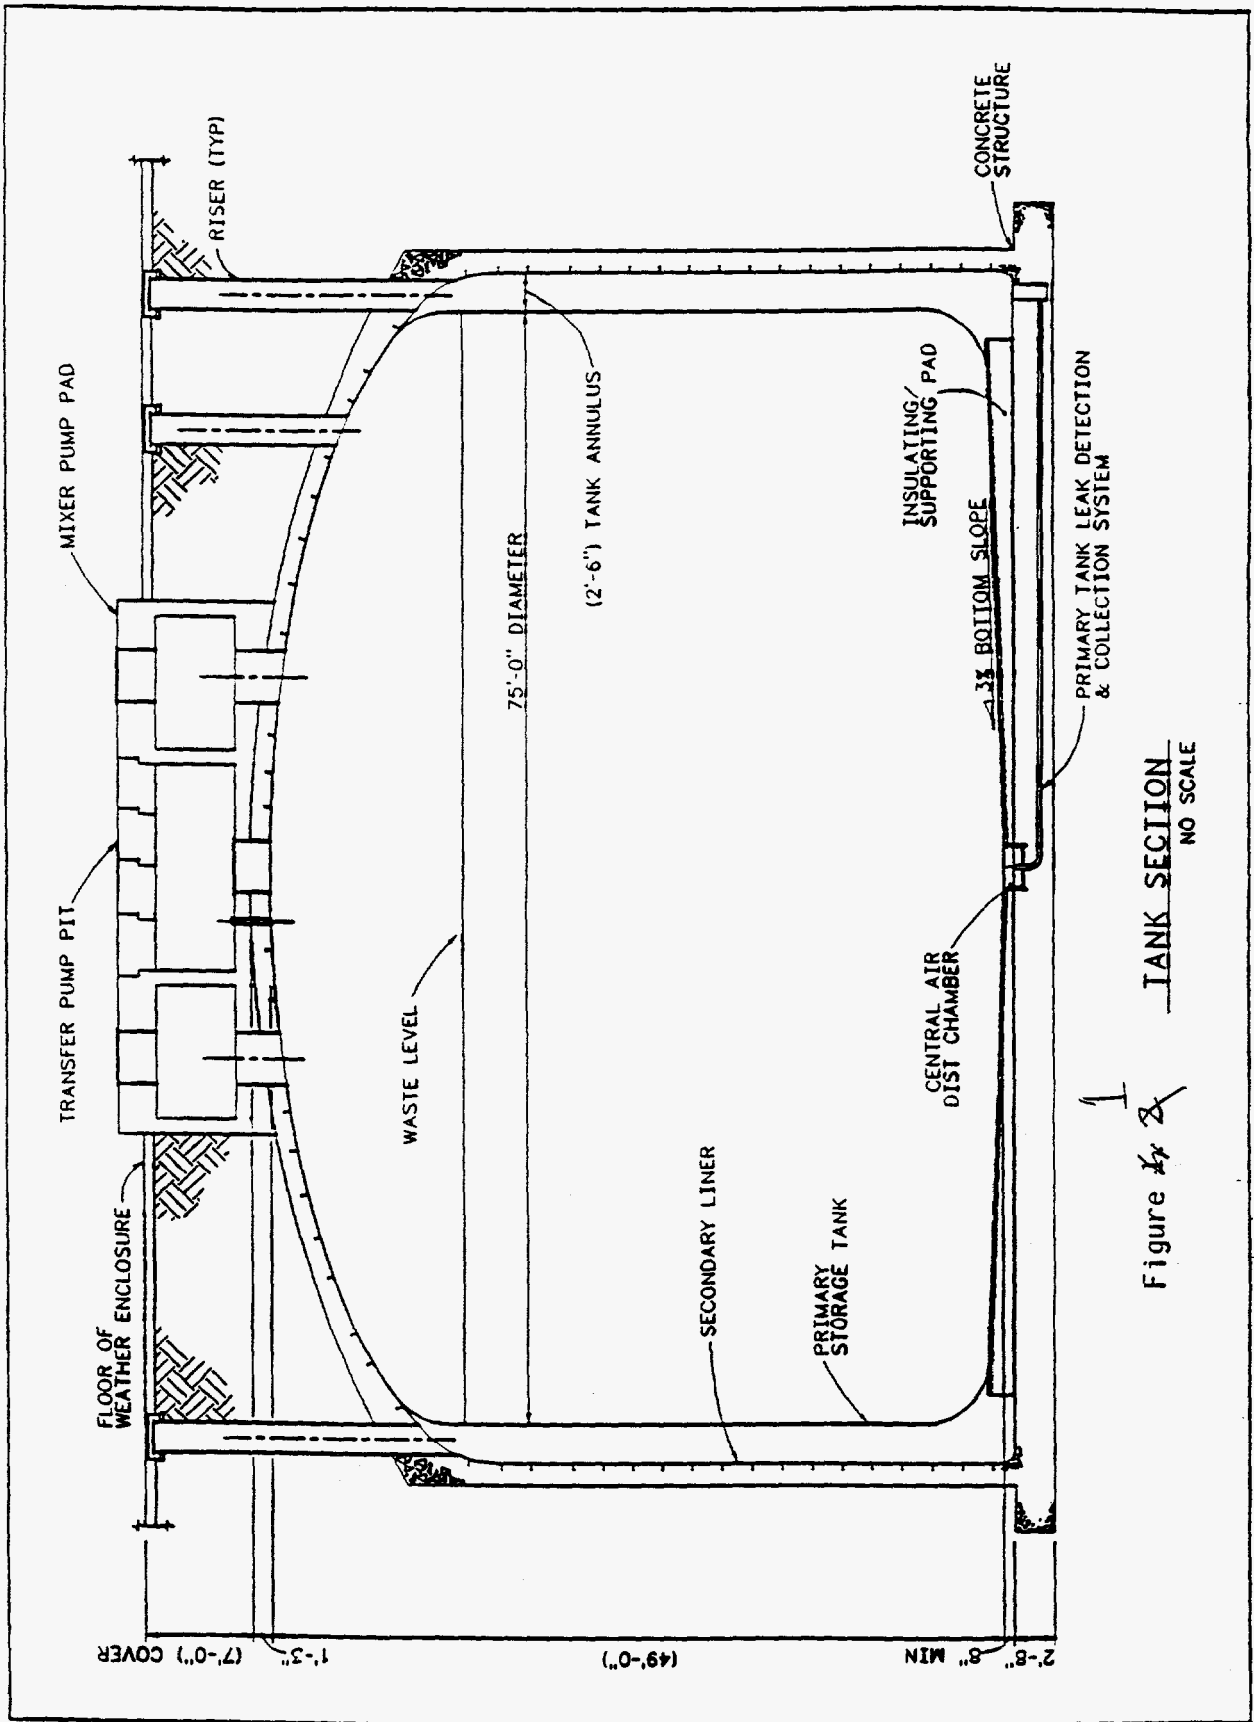 TRANSFER PUMP PIT
MIXER PUMP PAD
FLOOR OF
WEATHER ENCLOSURE
RISER (TYP)
(7'-0") COVER
1'-3"
WASTE LEVEL
75'-0" DIAMETER
(2'-6") TANK ANNULUS
(49'-0")
SECONDARY LINER
PRIMARY
STORAGE TANK
CENTRAL AIR
DIST CHAMBER
3% BOTTOM SLOPE
INSULATING/
SUPPORTING PAD
CONCRETE
STRUCTURE
8" MIN
2'-8"
PRIMARY TANK LEAK DETECTION
& COLLECTION SYSTEM
TANK SECTION
NO SCALE
Figure 1